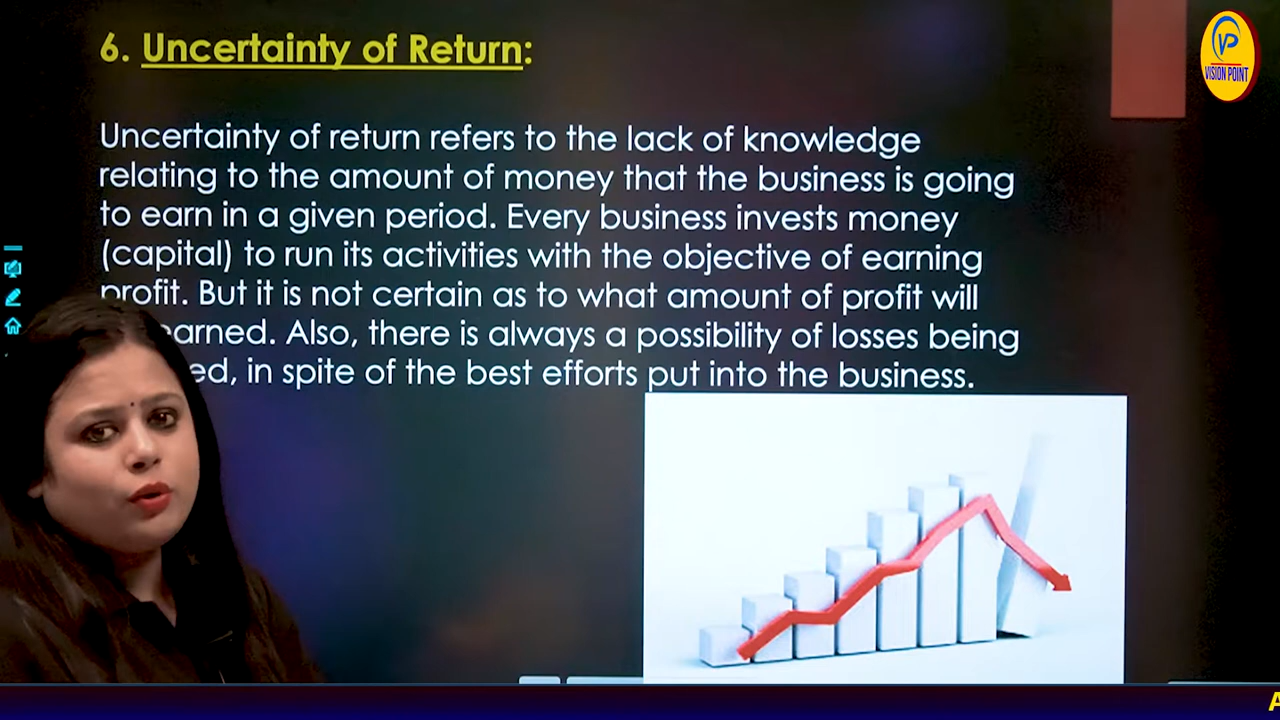 6. Uncertainty of Return:
VP
VISION POINT
Uncertainty of return refers to the lack of knowledge
relating to the amount of money that the business is going
to earn in a given period. Every business invests money
(capital) to run its activities with the objective of earning
profit. But it is not certain as to what amount of profit will
earned. Also, there is always a possibility of losses being
in spite of the best efforts put into the business.
A